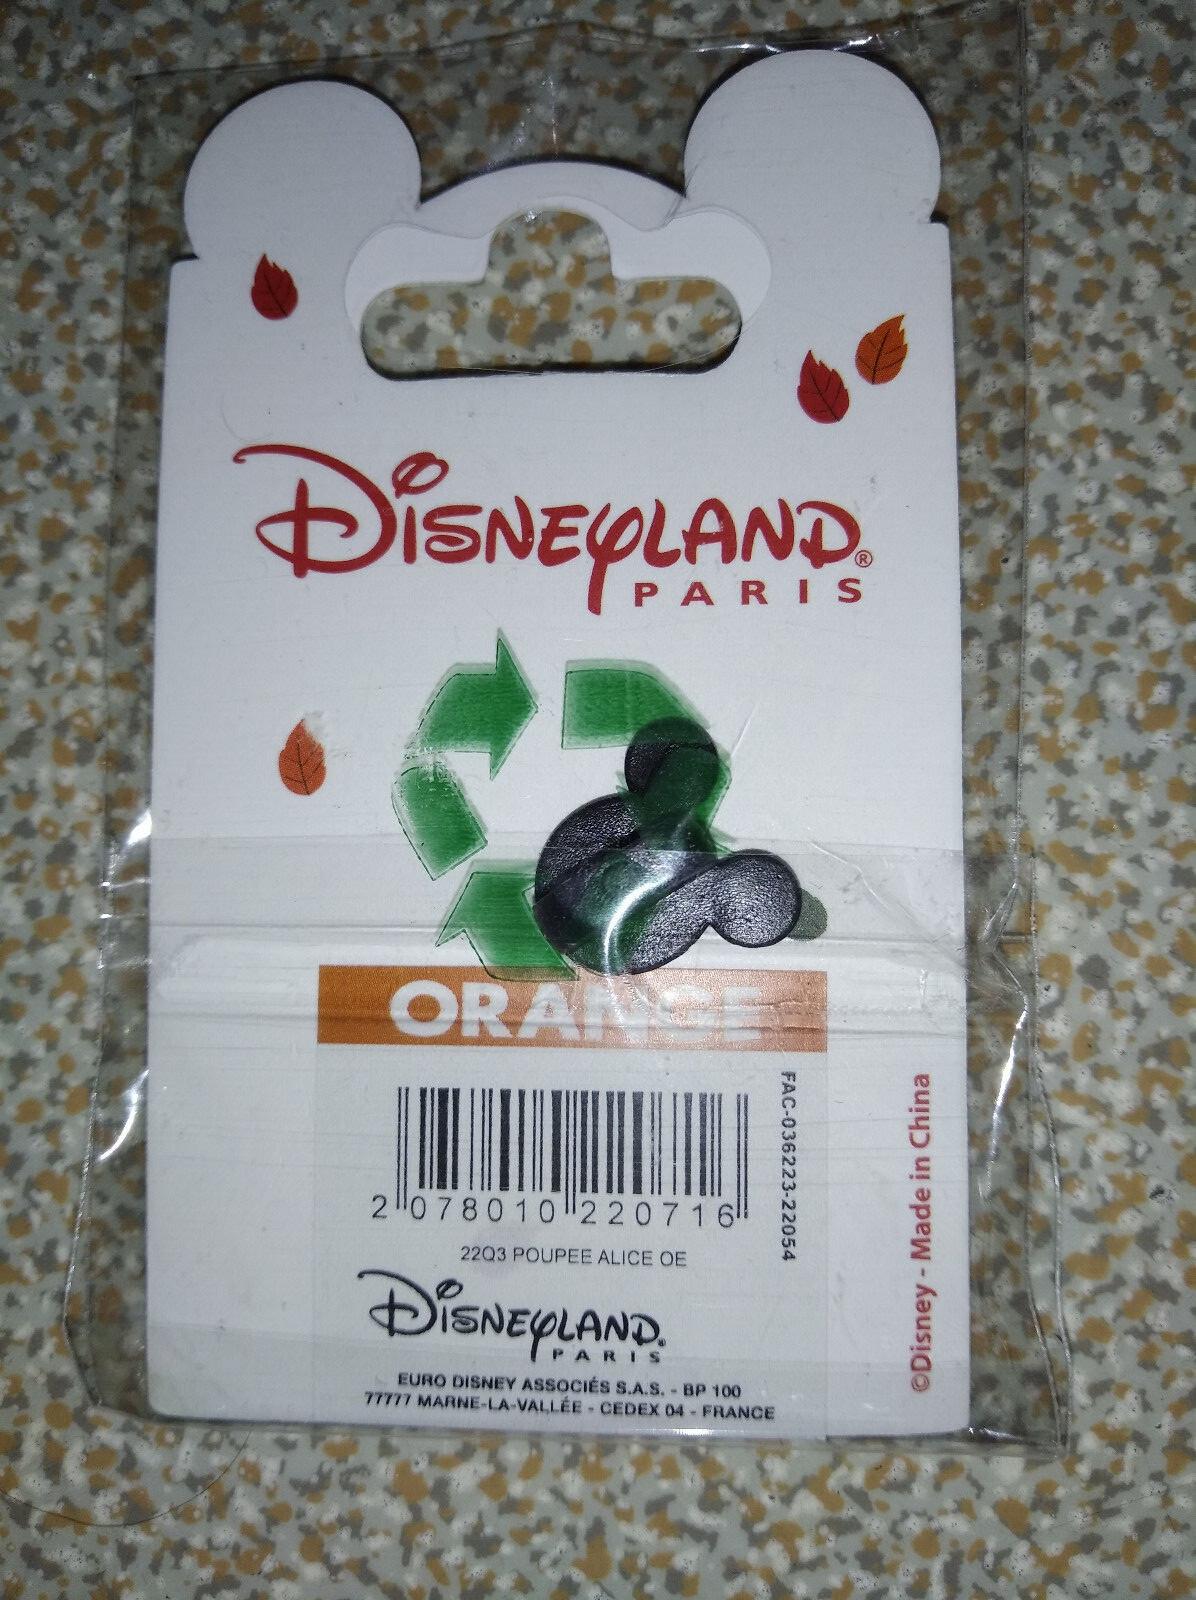 DISNEYLAND®
PARIS
ORANGE
2 078010 220716
FAC-036223-22054
22Q3 POUPEE ALICE OE
DISNEYLAND®
PARIS
EURO DISNEY ASSOCIÉS S.A.S. - BP 100
77777 MARNE-LA-VALLÉE - CEDEX 04 - FRANCE
©Disney - Made in China